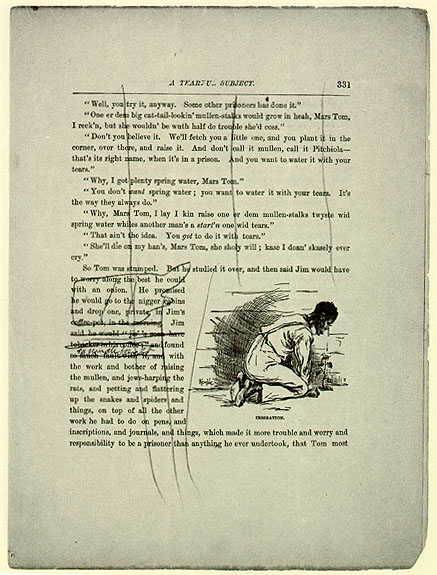 A TEARFUL SUBJECT. 331
"Well, you try it, anyway. Some other prisoners has done it."
"One er dem big cat-tail-lookin' mullen-stalks would grow in heah, Mars Tom,
I reck'n, but she wouldn' be wuth half de trouble she'd coss."
"Don't you believe it. We'll fetch you a little one, and you plant it in the
corner, over there, and raise it. And don't call it mullen, call it Pitchiola—
that's its right name, when it's in a prison. And you want to water it with your
tears."
"Why, I got plenty spring water, Mars Tom."
"You don't want spring water; you want to water it with your tears. It's
the way they always do."
"Why, Mars Tom, I lay I kin raise one er dem mullen-stalks twyste wid
spring water whiles another man's a start'n one wid tears."
"That ain't the idea. You got to do it with tears."
"She'll die on my han's, Mars Tom, she sholy will; kase I doan' skasely ever
cry."
So Tom was stumped. But he studied it over, and then said Jim would have
to worry along the best he could
with an onion. He promised
he would go to the nigger cabins
and drop one, private, in Jim's
coffee-pot, in the morning. Jim
said he would "jis' 's soon have
tobacker in his coffee;" and found
so much fault with it, and with
the work and bother of raising
the mullen, and jews-harping the
rats, and petting and flattering
up the snakes and spiders and
things, on top of all the other
work he had to do on pens, and
IRRIGATION.
inscriptions, and journals, and things, which made it more trouble and worry and
responsibility to be a prisoner than anything he ever undertook, that Tom most